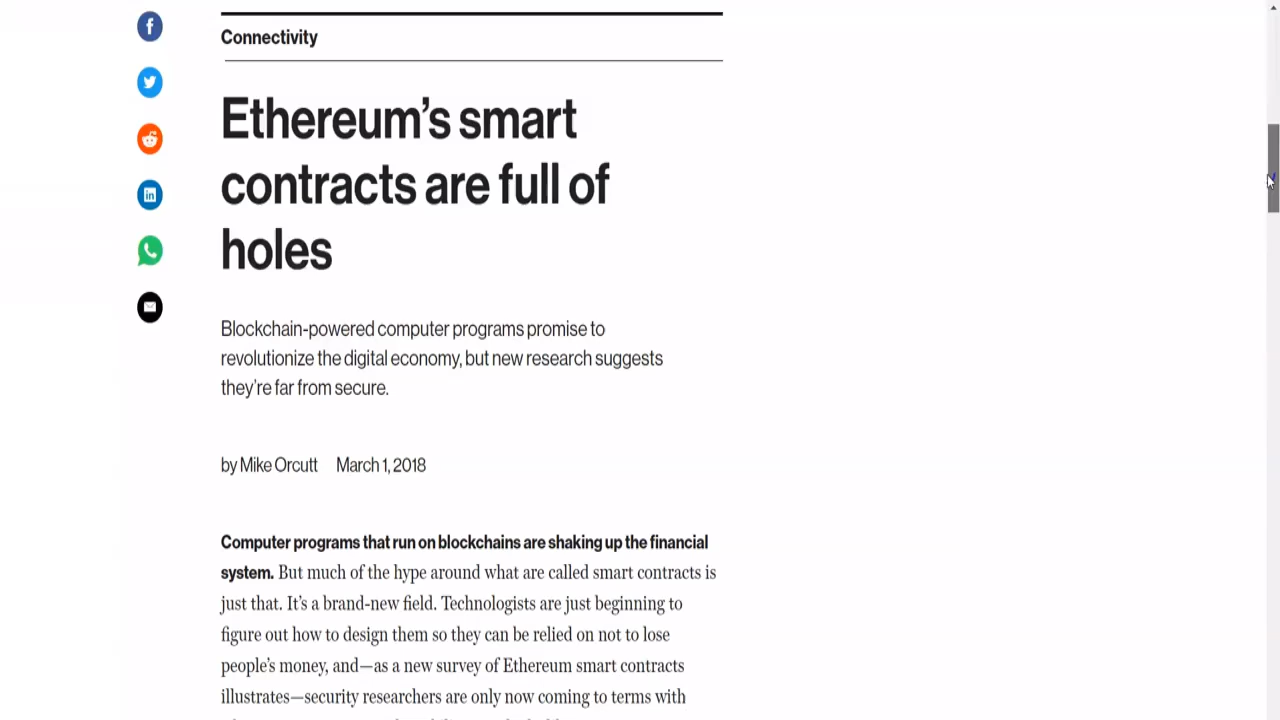 Connectivity
Ethereum’s smart
contracts are full of
holes
Blockchain-powered computer programs promise to
revolutionize the digital economy, but new research suggests
they’re far from secure.
by Mike Orcutt March 1, 2018
Computer programs that run on blockchains are shaking up the financial
system. But much of the hype around what are called smart contracts is
just that. It’s a brand-new field. Technologists are just beginning to
figure out how to design them so they can be relied on not to lose
people’s money, and—as a new survey of Ethereum smart contracts
illustrates—security researchers are only now coming to terms with